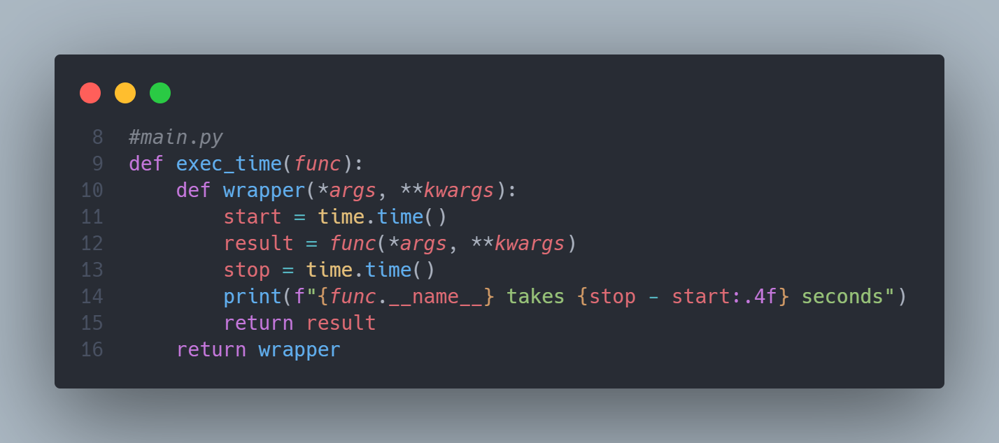 8 #main.py
9 def exec_time(func):
10     def wrapper(*args, **kwargs):
11         start = time.time()
12         result = func(*args, **kwargs)
13         stop = time.time()
14         print(f"{func.__name__} takes {stop - start:.4f} seconds")
15         return result
16     return wrapper